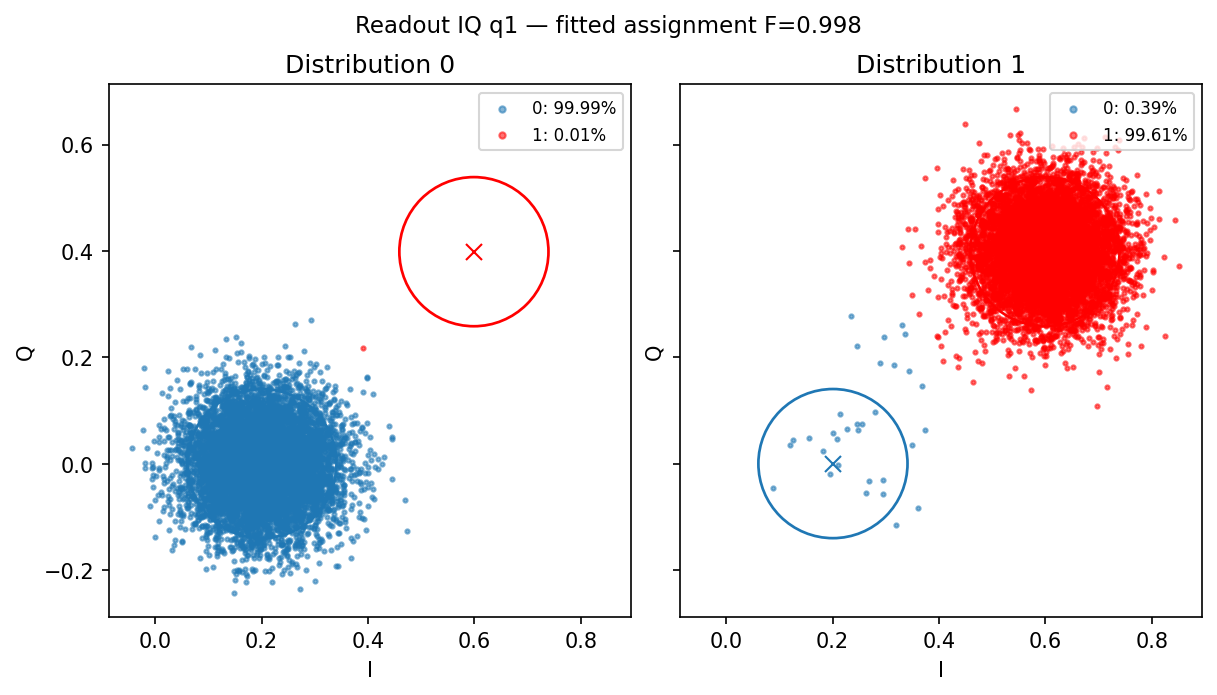 Readout IQ q1 — fitted assignment F=0.998
Distribution 0
Distribution 1
0: 99.99%
1: 0.01%
0: 0.39%
1: 99.61%
Q
0.6
0.4
0.2
0.0
−0.2
Q
0.0
0.2
0.4
0.6
0.8
I
0.0
0.2
0.4
0.6
0.8
I